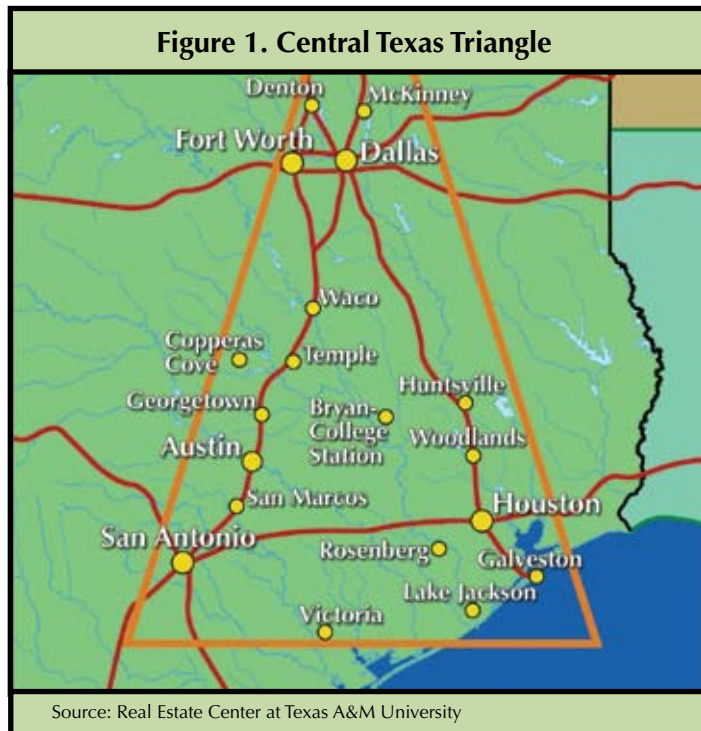 Figure 1. Central Texas Triangle
Denton
McKinney
Fort Worth
Dallas
Waco
Copperas
Cove
Temple
Georgetown
Bryan-
College
Station
Huntsville
Woodlands
Austin
San Marcos
Houston
San Antonio
Rosenberg
Galveston
Lake Jackson
Victoria
Source: Real Estate Center at Texas A&M University